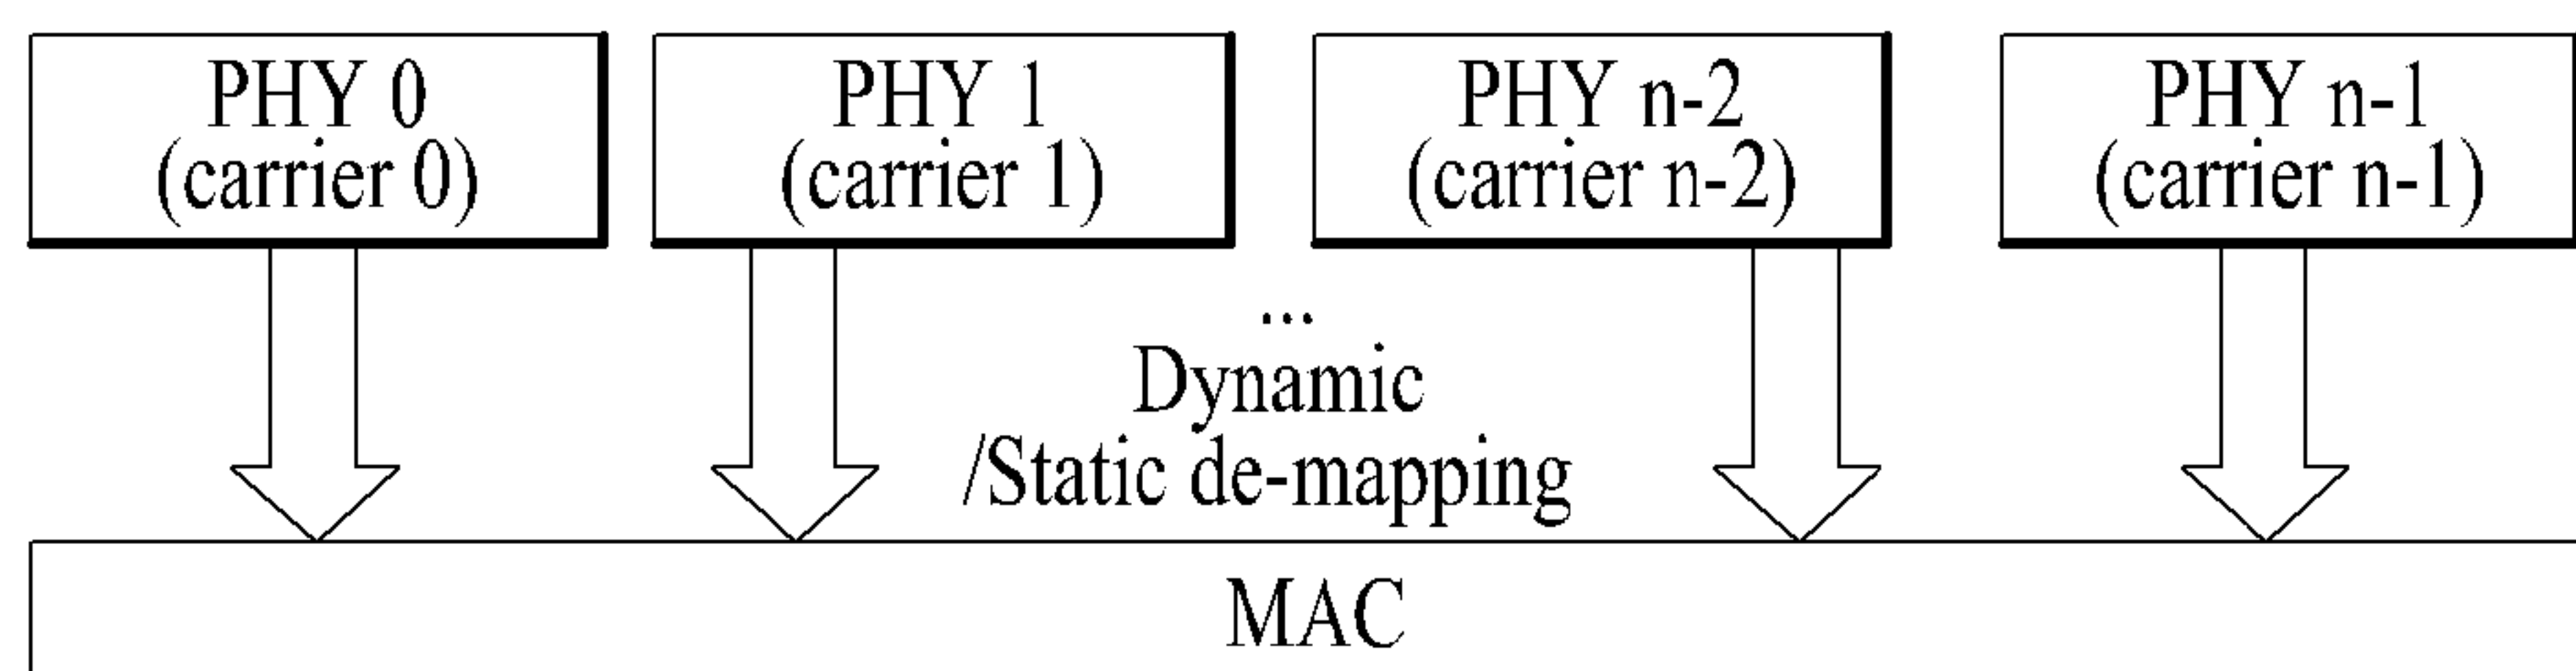 PHY 0
(carrier 0)
PHY 1
(carrier 1)
PHY n-2
(carrier n-2)
PHY n-1
(carrier n-1)
...
Dynamic
/Static de-mapping
MAC